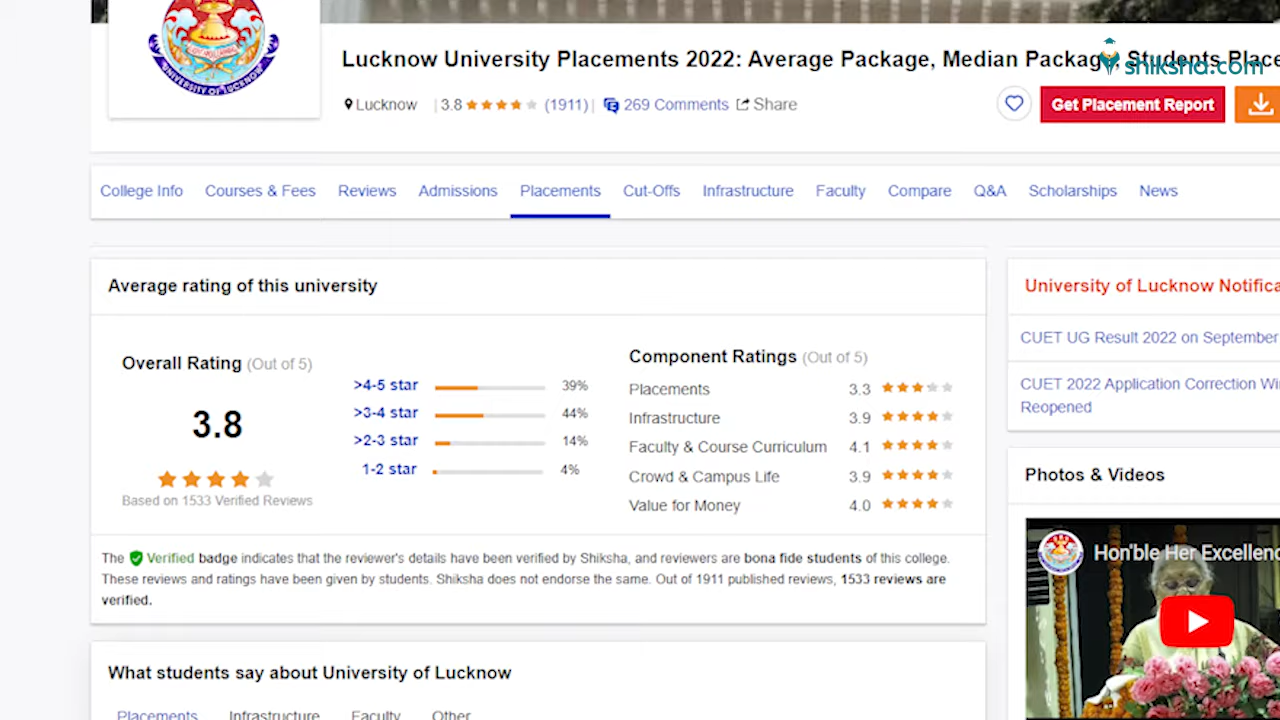 UNIVERSITY OF LUCKNOW
Lucknow University Placements 2022: Average Package, Median Package, Students Place
shiksha.com
Lucknow | 3.8 (1911) | 269 Comments Share
Get Placement Report
College Info Courses & Fees Reviews Admissions Placements Cut-Offs Infrastructure Faculty Compare Q&A Scholarships News
Average rating of this university
Overall Rating (Out of 5)
3.8
Based on 1533 Verified Reviews
>4-5 star 39%
>3-4 star 44%
>2-3 star 14%
1-2 star 4%
Component Ratings (Out of 5)
Placements 3.3
Infrastructure 3.9
Faculty & Course Curriculum 4.1
Crowd & Campus Life 3.9
Value for Money 4.0
The Verified badge indicates that the reviewer's details have been verified by Shiksha, and reviewers are bona fide students of this college.
These reviews and ratings have been given by students. Shiksha does not endorse the same. Out of 1911 published reviews, 1533 reviews are
verified.
What students say about University of Lucknow
Placements Infrastructure Faculty Other
University of Lucknow Notifica
CUET UG Result 2022 on September
CUET 2022 Application Correction Wi
Reopened
Photos & Videos
Hon'ble Her Excellenc